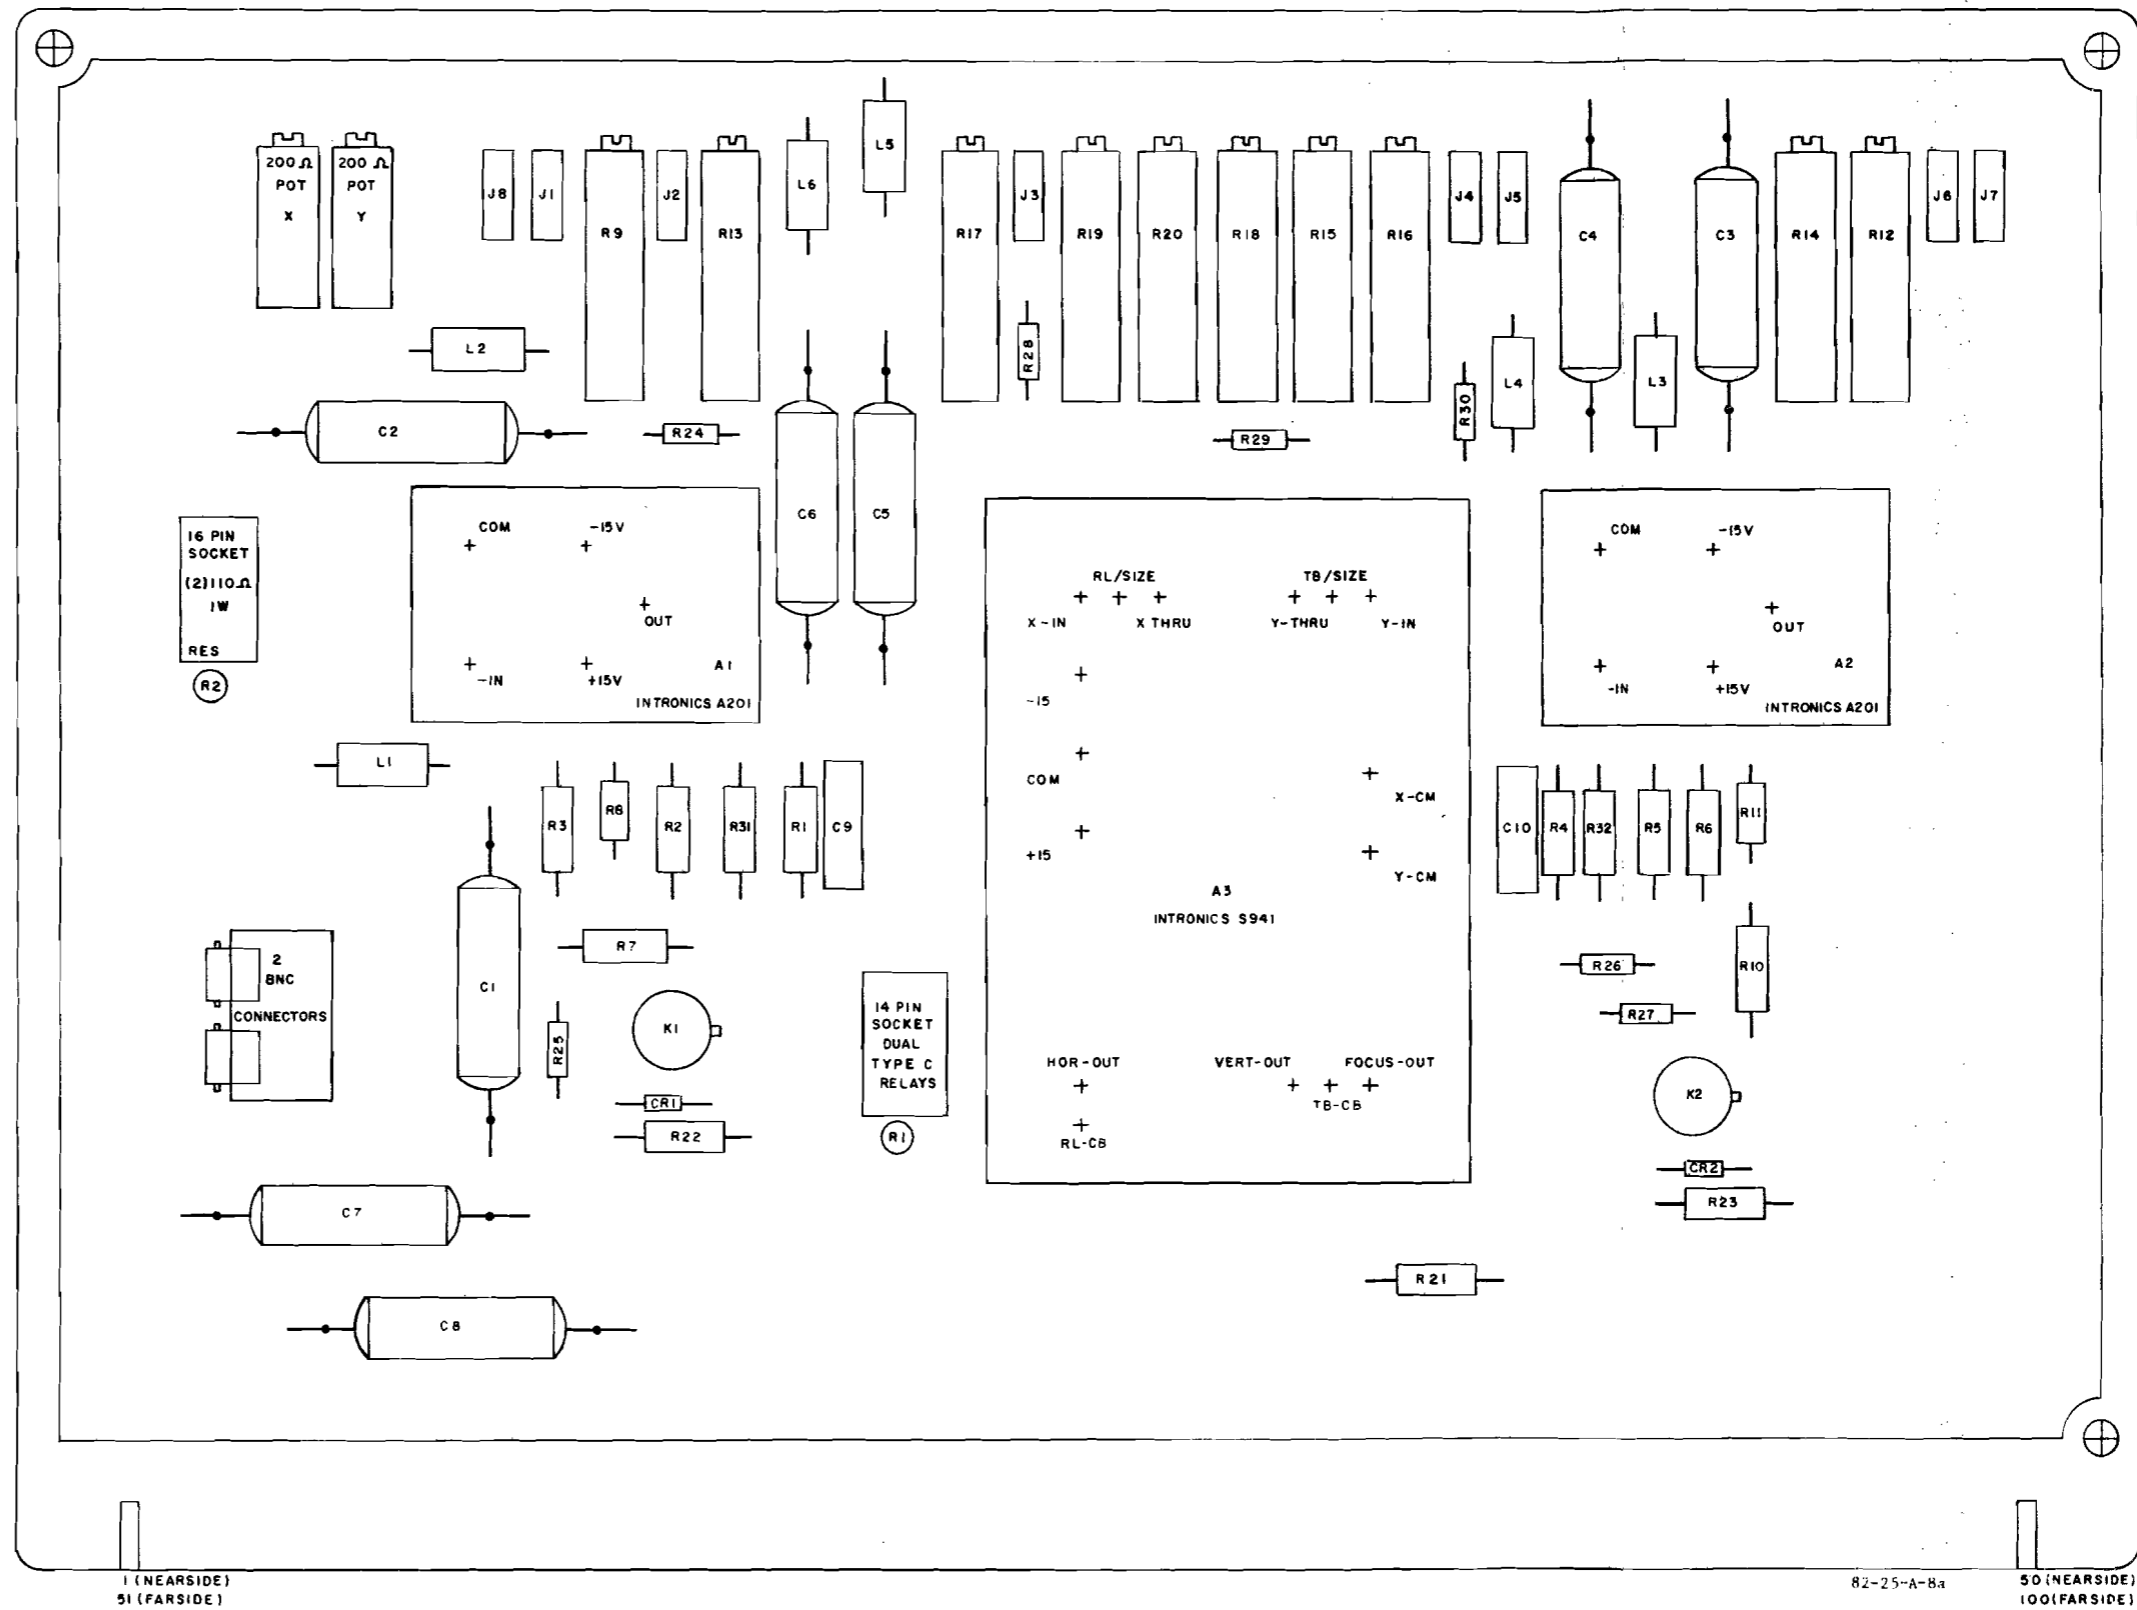 200 Ω
POT
X
200 Ω
POT
Y
J8
J1
R9
J2
R13
L6
L5
R17
J3
R19
R20
R18
R15
R16
J4
J5
C4
C3
R14
R12
J6
J7
L2
R28
L4
L3
R30
C2
R24
R29
C6
C5
16 PIN
SOCKET
(2)110Ω
1W
RES
R2
COM
-15V
OUT
-IN
+15V
A1
INTRONICS A201
RL/SIZE
TB/SIZE
X-IN
X THRU
Y-THRU
Y-IN
-15
COM
+15
X-CM
Y-CM
A3
INTRONICS S941
HOR-OUT
VERT-OUT
FOCUS-OUT
TB-CB
RL-CB
COM
-15V
OUT
-IN
+15V
A2
INTRONICS A201
L1
R3
R8
R2
R31
R1
C9
C10
R4
R32
R5
R6
R11
R7
R26
R10
R27
2
BNC
CONNECTORS
C1
R25
K1
14 PIN
SOCKET
DUAL
TYPE C
RELAYS
R1
CR1
R22
K2
CR2
R23
C7
R21
C8
1 (NEARSIDE)
51 (FARSIDE)
82-25-A-8a
50 (NEARSIDE)
100(FARSIDE)